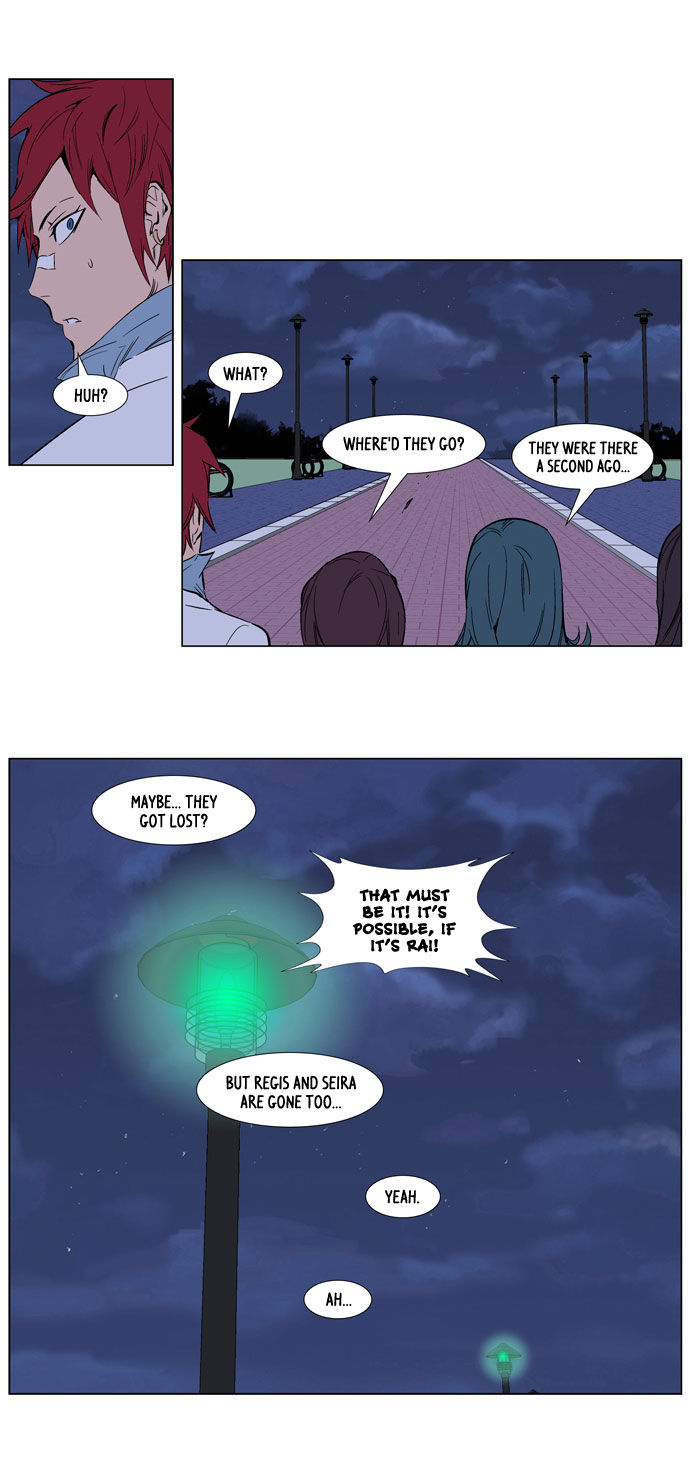 HUH?
WHAT?
WHERE'D THEY GO?
THEY WERE THERE
A SECOND AGO...
MAYBE... THEY
GOT LOST?
THAT MUST
BE IT! IT'S
POSSIBLE, IF
IT'S RAI!
BUT REGIS AND SEIRA
ARE GONE TOO...
YEAH.
AH...